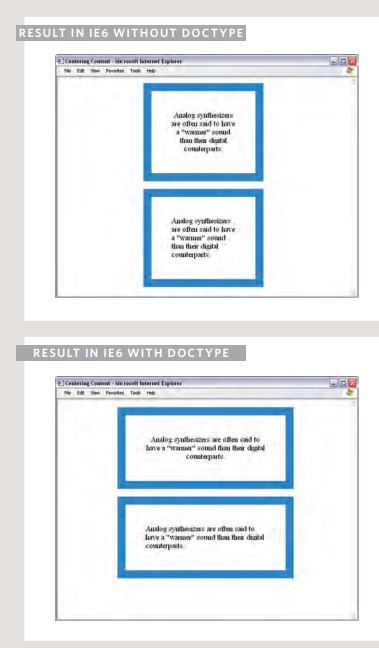 RESULT IN IE6 WITHOUT DOCTYPE
Centering Content - Microsoft Internet Explorer
File Edit View Favorites Tools Help
Analog synthesizers
are often said to have
a "warmer" sound
than their digital
counterparts.
Analog synthesizers
are often said to have
a "warmer" sound
than their digital
counterparts.
RESULT IN IE6 WITH DOCTYPE
Centering Content - Microsoft Internet Explorer
File Edit View Favorites Tools Help
Analog synthesizers are often said to
have a "warmer" sound than their digital
counterparts.
Analog synthesizers are often said to
have a "warmer" sound than their digital
counterparts.